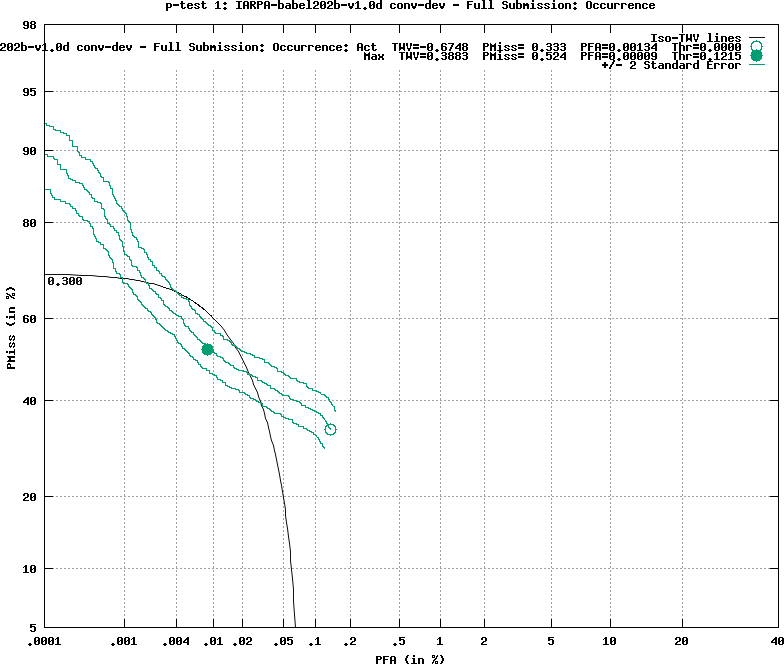 p-test 1: IARPA-babel202b-v1.0d conv-dev - Full Submission: Occurrence
Iso-TWV lines
202b-v1.0d conv-dev - Full Submission: Occurrence: Act TWV=-0.6748 PMiss= 0.333 PFA=0.00134 Thr=0.0000
Max TWV=0.3883 PMiss= 0.524 PFA=0.00009 Thr=0.1215
+/- 2 Standard Error
98
95
90
80
60
40
20
10
5
0.300
PMiss (in %)
.0001 .001 .004 .01 .02 .05 .1 .2 .5 1 2 5 10 20 40
PFA (in %)